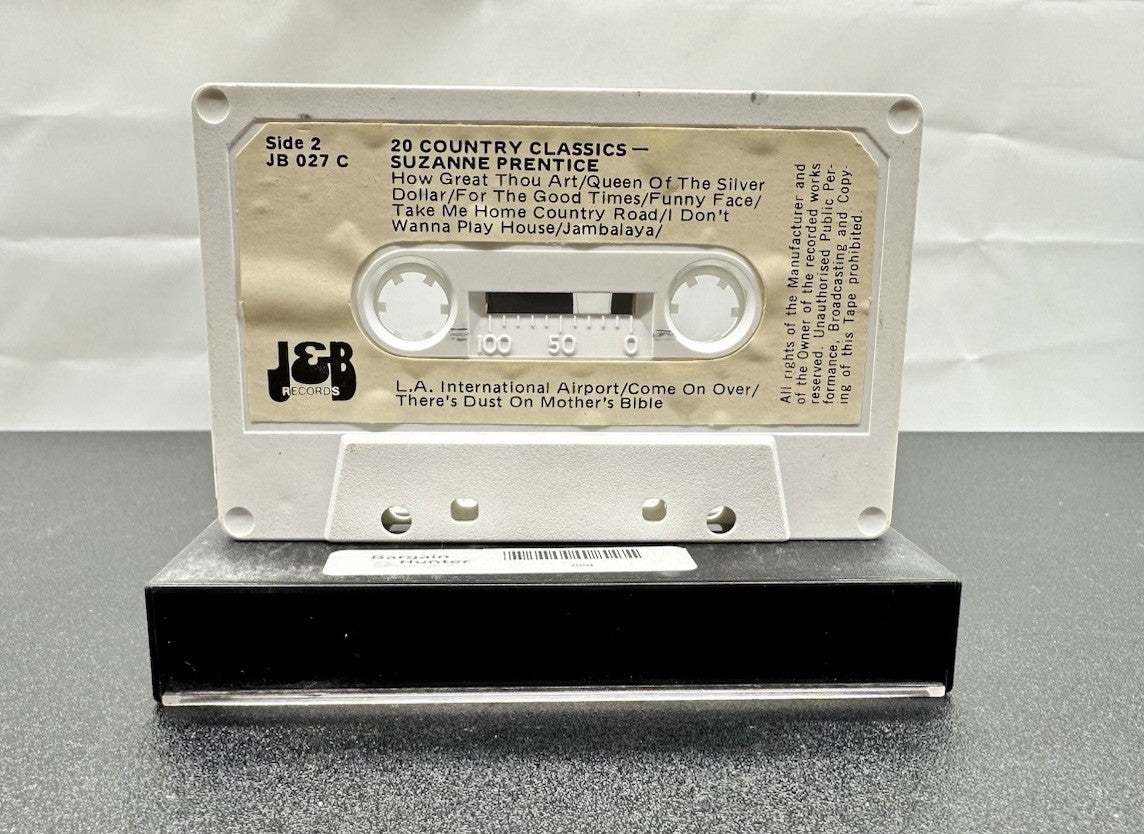 Side 2
JB 027 C
20 COUNTRY CLASSICS —
SUZANNE PRENTICE
How Great Thou Art/Queen Of The Silver
Dollar/For The Good Times/Funny Face/
Take Me Home Country Road/I Don't
Wanna Play House/Jambalaya/
100 50 0
J&B
RECORDS
L.A. International Airport/Come On Over/
There's Dust On Mother's Bible
All rights of the Manufacturer and
of the Owner of the recorded works
reserved. Unauthorised Public Per-
formance, Broadcasting and Copy-
ing of this Tape prohibited.
Bargain
Hunter